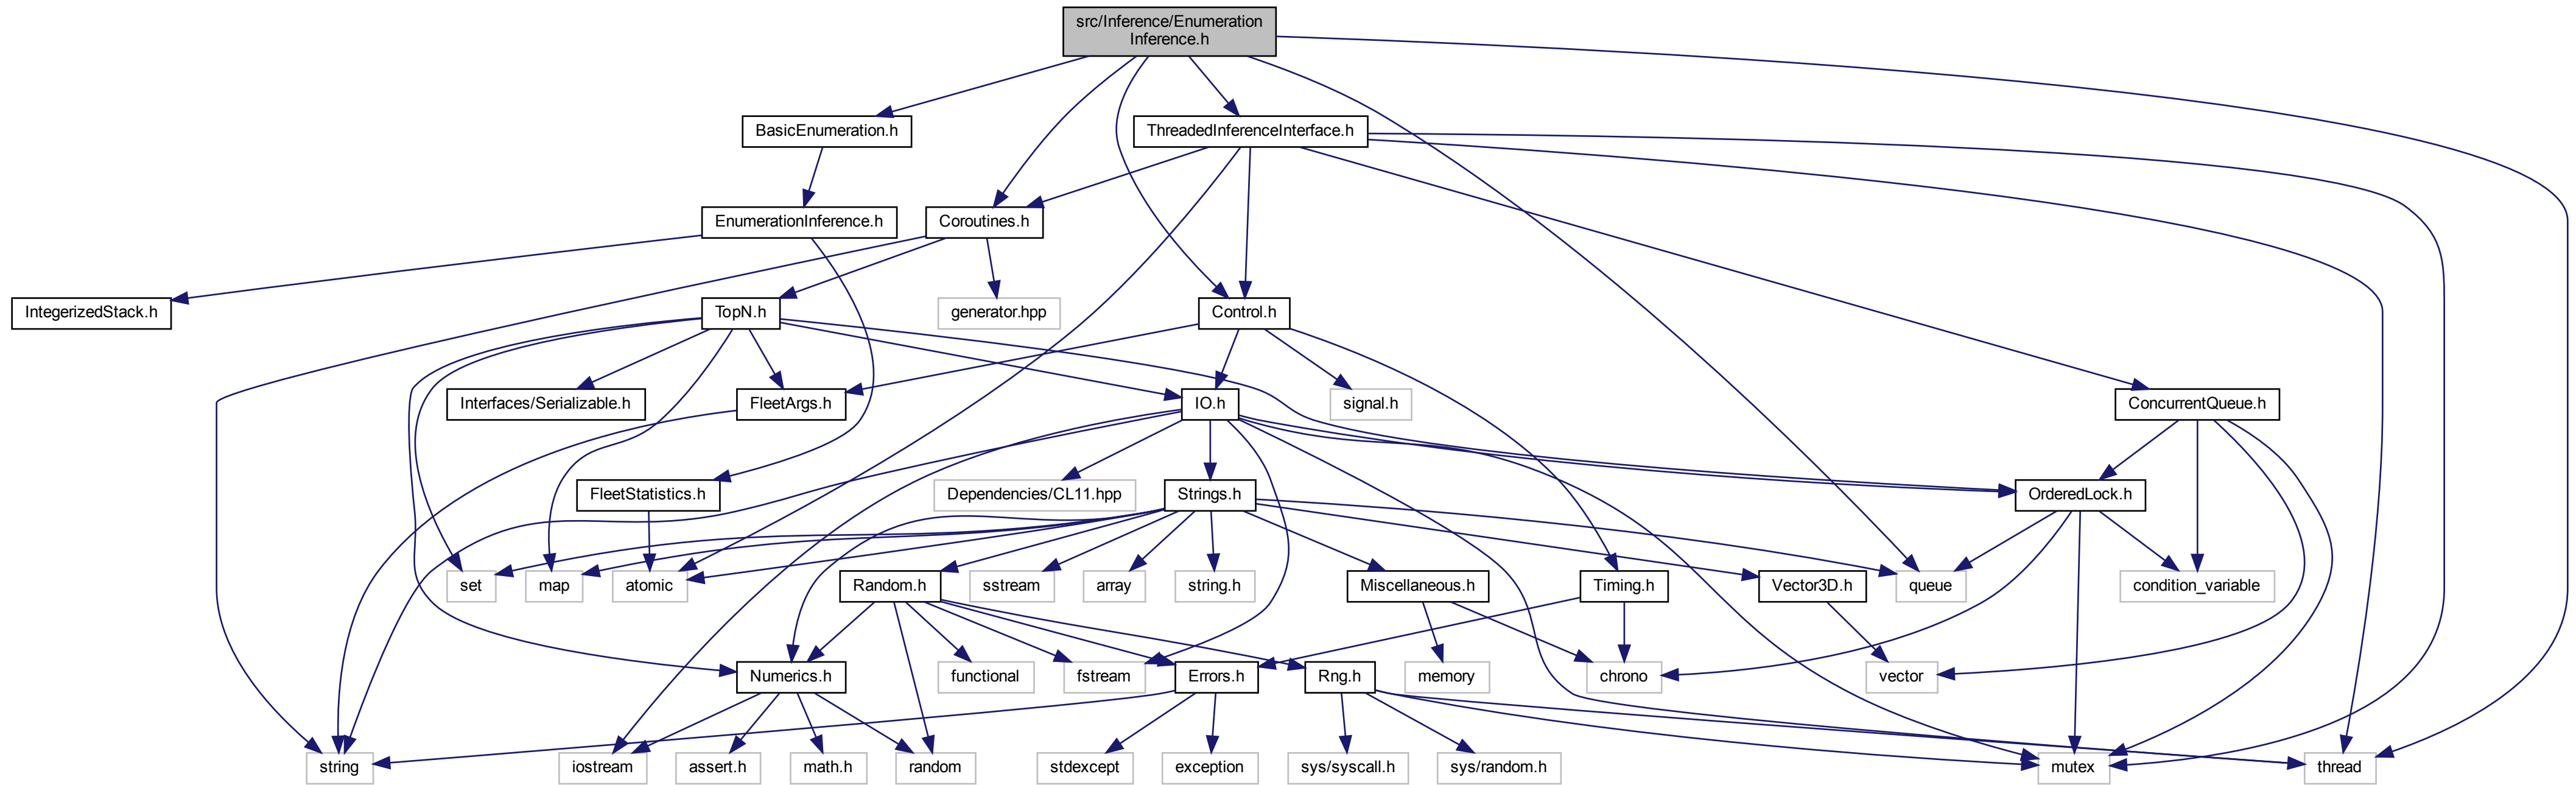 src/Inference/Enumeration
Inference.h
BasicEnumeration.h
ThreadedInferenceInterface.h
EnumerationInference.h
Coroutines.h
IntegerizedStack.h
TopN.h
generator.hpp
Control.h
Interfaces/Serializable.h
FleetArgs.h
IO.h
signal.h
ConcurrentQueue.h
FleetStatistics.h
Dependencies/CL11.hpp
Strings.h
OrderedLock.h
set
map
atomic
Random.h
sstream
array
string.h
Miscellaneous.h
Timing.h
Vector3D.h
queue
condition_variable
Numerics.h
functional
fstream
Errors.h
Rng.h
memory
chrono
vector
string
iostream
assert.h
math.h
random
stdexcept
exception
sys/syscall.h
sys/random.h
mutex
thread